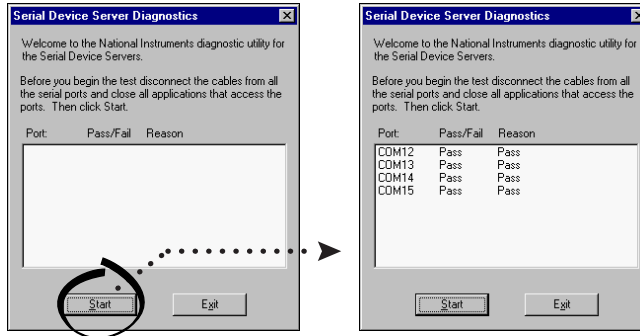 Serial Device Server Diagnostics
Welcome to the National Instruments diagnostic utility for
the Serial Device Servers.
Before you begin the test disconnect the cables from all
the serial ports and close all applications that access the
ports. Then click Start.
Port: Pass/Fail Reason
Start Exit
Serial Device Server Diagnostics
Welcome to the National Instruments diagnostic utility for
the Serial Device Servers.
Before you begin the test disconnect the cables from all
the serial ports and close all applications that access the
ports. Then click Start.
Port: Pass/Fail Reason
COM12 Pass Pass
COM13 Pass Pass
COM14 Pass Pass
COM15 Pass Pass
Start Exit